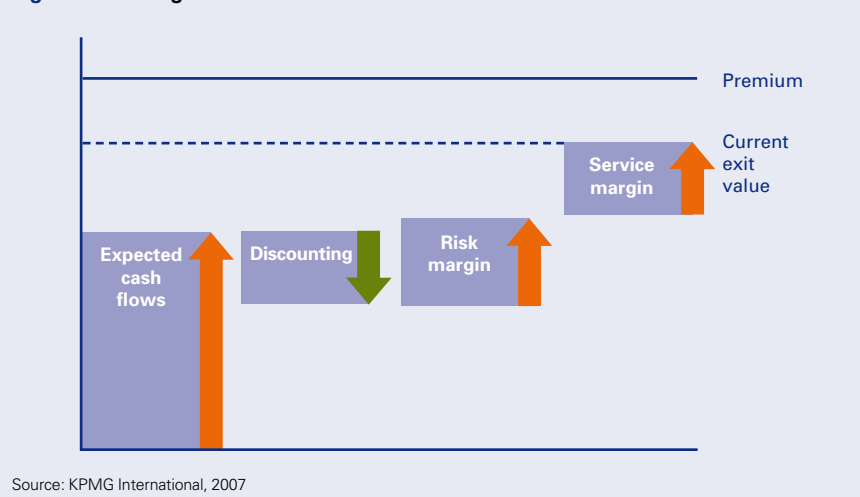 Premium
Current
exit
value
Service
margin
Risk
margin
Discounting
Expected
cash
flows
Source: KPMG International, 2007